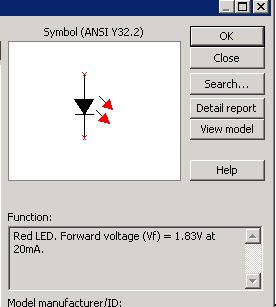 Symbol (ANSI Y32.2)
OK
Close
Search...
Detail report
View model
Help
Function:
Red LED. Forward voltage (Vf) = 1.83V at
20mA.
Model manufacturer/ID: